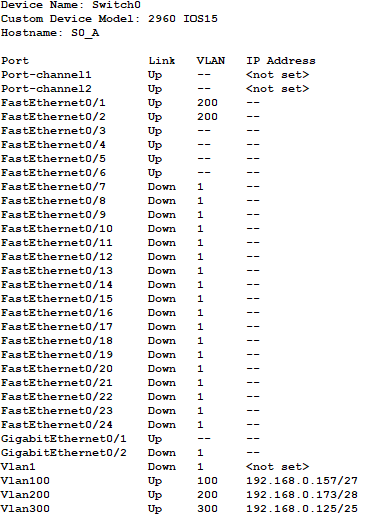 Device Name: Switch0
Custom Device Model: 2960 IOS15
Hostname: S0_A
Port Link VLAN IP Address
Port-channel1 Up -- <not set>
Port-channel2 Up -- <not set>
FastEthernet0/1 Up 200 --
FastEthernet0/2 Up 200 --
FastEthernet0/3 Up -- --
FastEthernet0/4 Up -- --
FastEthernet0/5 Up -- --
FastEthernet0/6 Up -- --
FastEthernet0/7 Down 1 --
FastEthernet0/8 Down 1 --
FastEthernet0/9 Down 1 --
FastEthernet0/10 Down 1 --
FastEthernet0/11 Down 1 --
FastEthernet0/12 Down 1 --
FastEthernet0/13 Down 1 --
FastEthernet0/14 Down 1 --
FastEthernet0/15 Down 1 --
FastEthernet0/16 Down 1 --
FastEthernet0/17 Down 1 --
FastEthernet0/18 Down 1 --
FastEthernet0/19 Down 1 --
FastEthernet0/20 Down 1 --
FastEthernet0/21 Down 1 --
FastEthernet0/22 Down 1 --
FastEthernet0/23 Down 1 --
FastEthernet0/24 Down 1 --
GigabitEthernet0/1 Up -- --
GigabitEthernet0/2 Down 1 --
Vlan1 Down 1 <not set>
Vlan100 Up 100 192.168.0.157/27
Vlan200 Up 200 192.168.0.173/28
Vlan300 Up 300 192.168.0.125/25